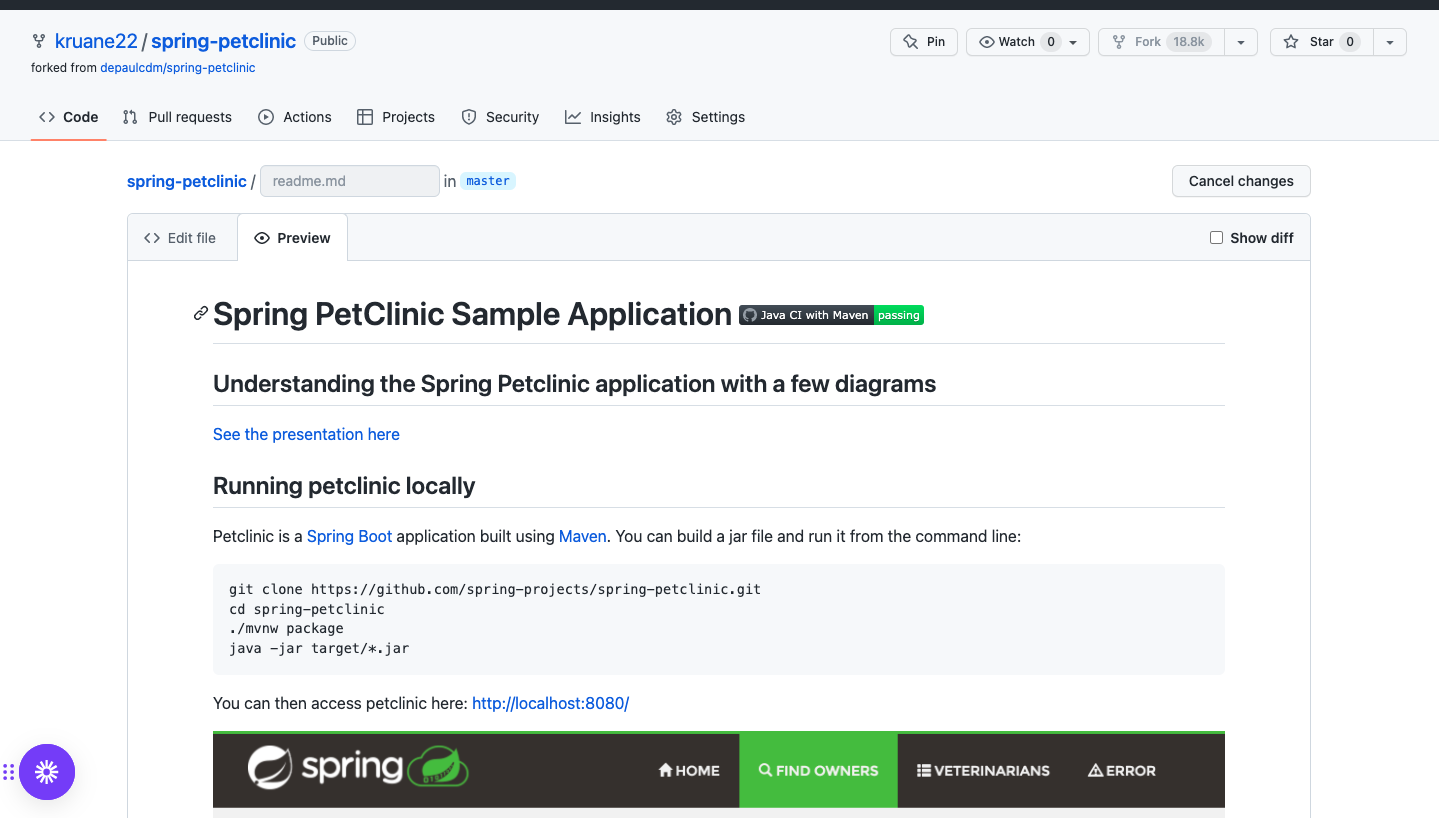 kruane22 / spring-petclinic Public
Pin
Watch 0
Fork 18.8k
Star 0
forked from depaulcdm/spring-petclinic
Code
Pull requests
Actions
Projects
Security
Insights
Settings
spring-petclinic / readme.md in master
Cancel changes
Edit file
Preview
Show diff
Spring PetClinic Sample Application Java CI with Maven passing
Understanding the Spring Petclinic application with a few diagrams
See the presentation here
Running petclinic locally
Petclinic is a Spring Boot application built using Maven. You can build a jar file and run it from the command line:
git clone https://github.com/spring-projects/spring-petclinic.git
cd spring-petclinic
./mvnw package
java -jar target/*.jar
You can then access petclinic here: http://localhost:8080/
spring
HOME
FIND OWNERS
VETERINARIANS
ERROR